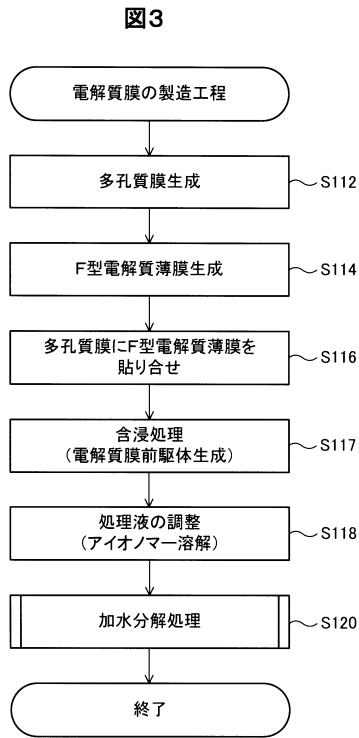 図3
電解質膜の製造工程
多孔質膜生成
S112
F型電解質薄膜生成
S114
多孔質膜にF型電解質薄膜を
貼り合せ
S116
含浸処理
(電解質膜前駆体生成)
S117
処理液の調整
(アイオノマー溶解)
S118
加水分解処理
S120
終了